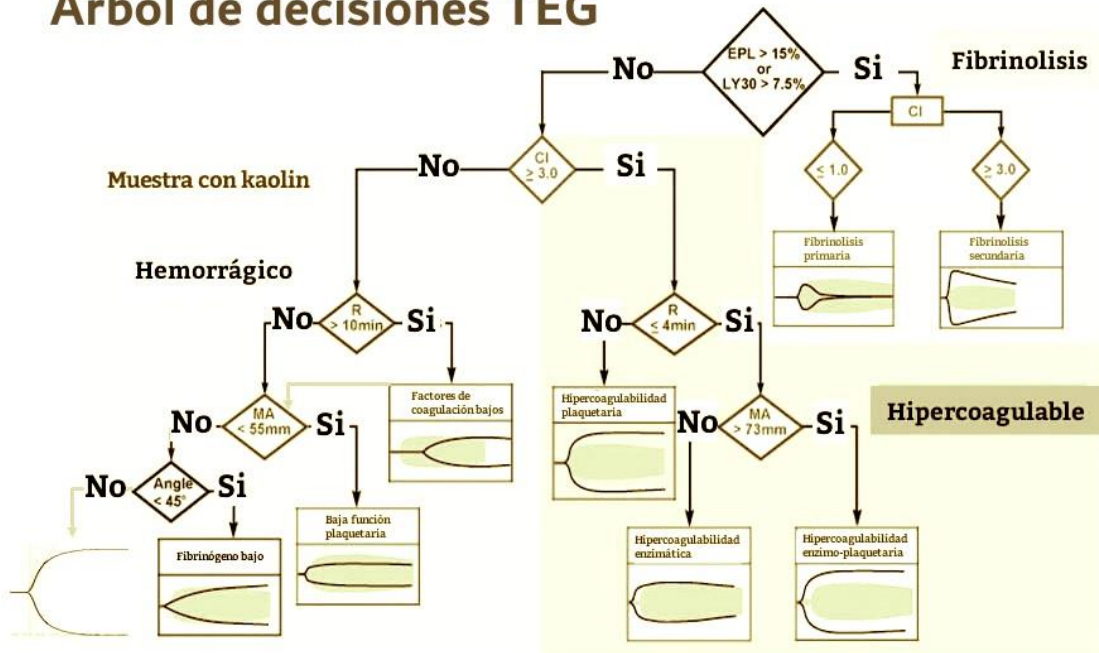 Árbol de decisiones TEG
EPL > 15%
or
LY30 > 7.5%
No
Si
Fibrinolisis
CI
≤ 1.0
≥ 3.0
Fibrinolisis
primaria
Fibrinolisis
secundaria
CI
≥ 3.0
No
Si
Muestra con kaolin
Hemorrágico
R
> 10min
No
Si
R
≤ 4min
No
Si
Factores de
coagulación bajos
Hipercoagulabilidad
plaquetaria
Hipercoagulable
MA
< 55mm
No
Si
MA
> 73mm
No
Si
Angle
< 45°
No
Si
Baja función
plaquetaria
Fibrinógeno bajo
Hipercoagulabilidad
enzimática
Hipercoagulabilidad
enzimo-plaquetaria